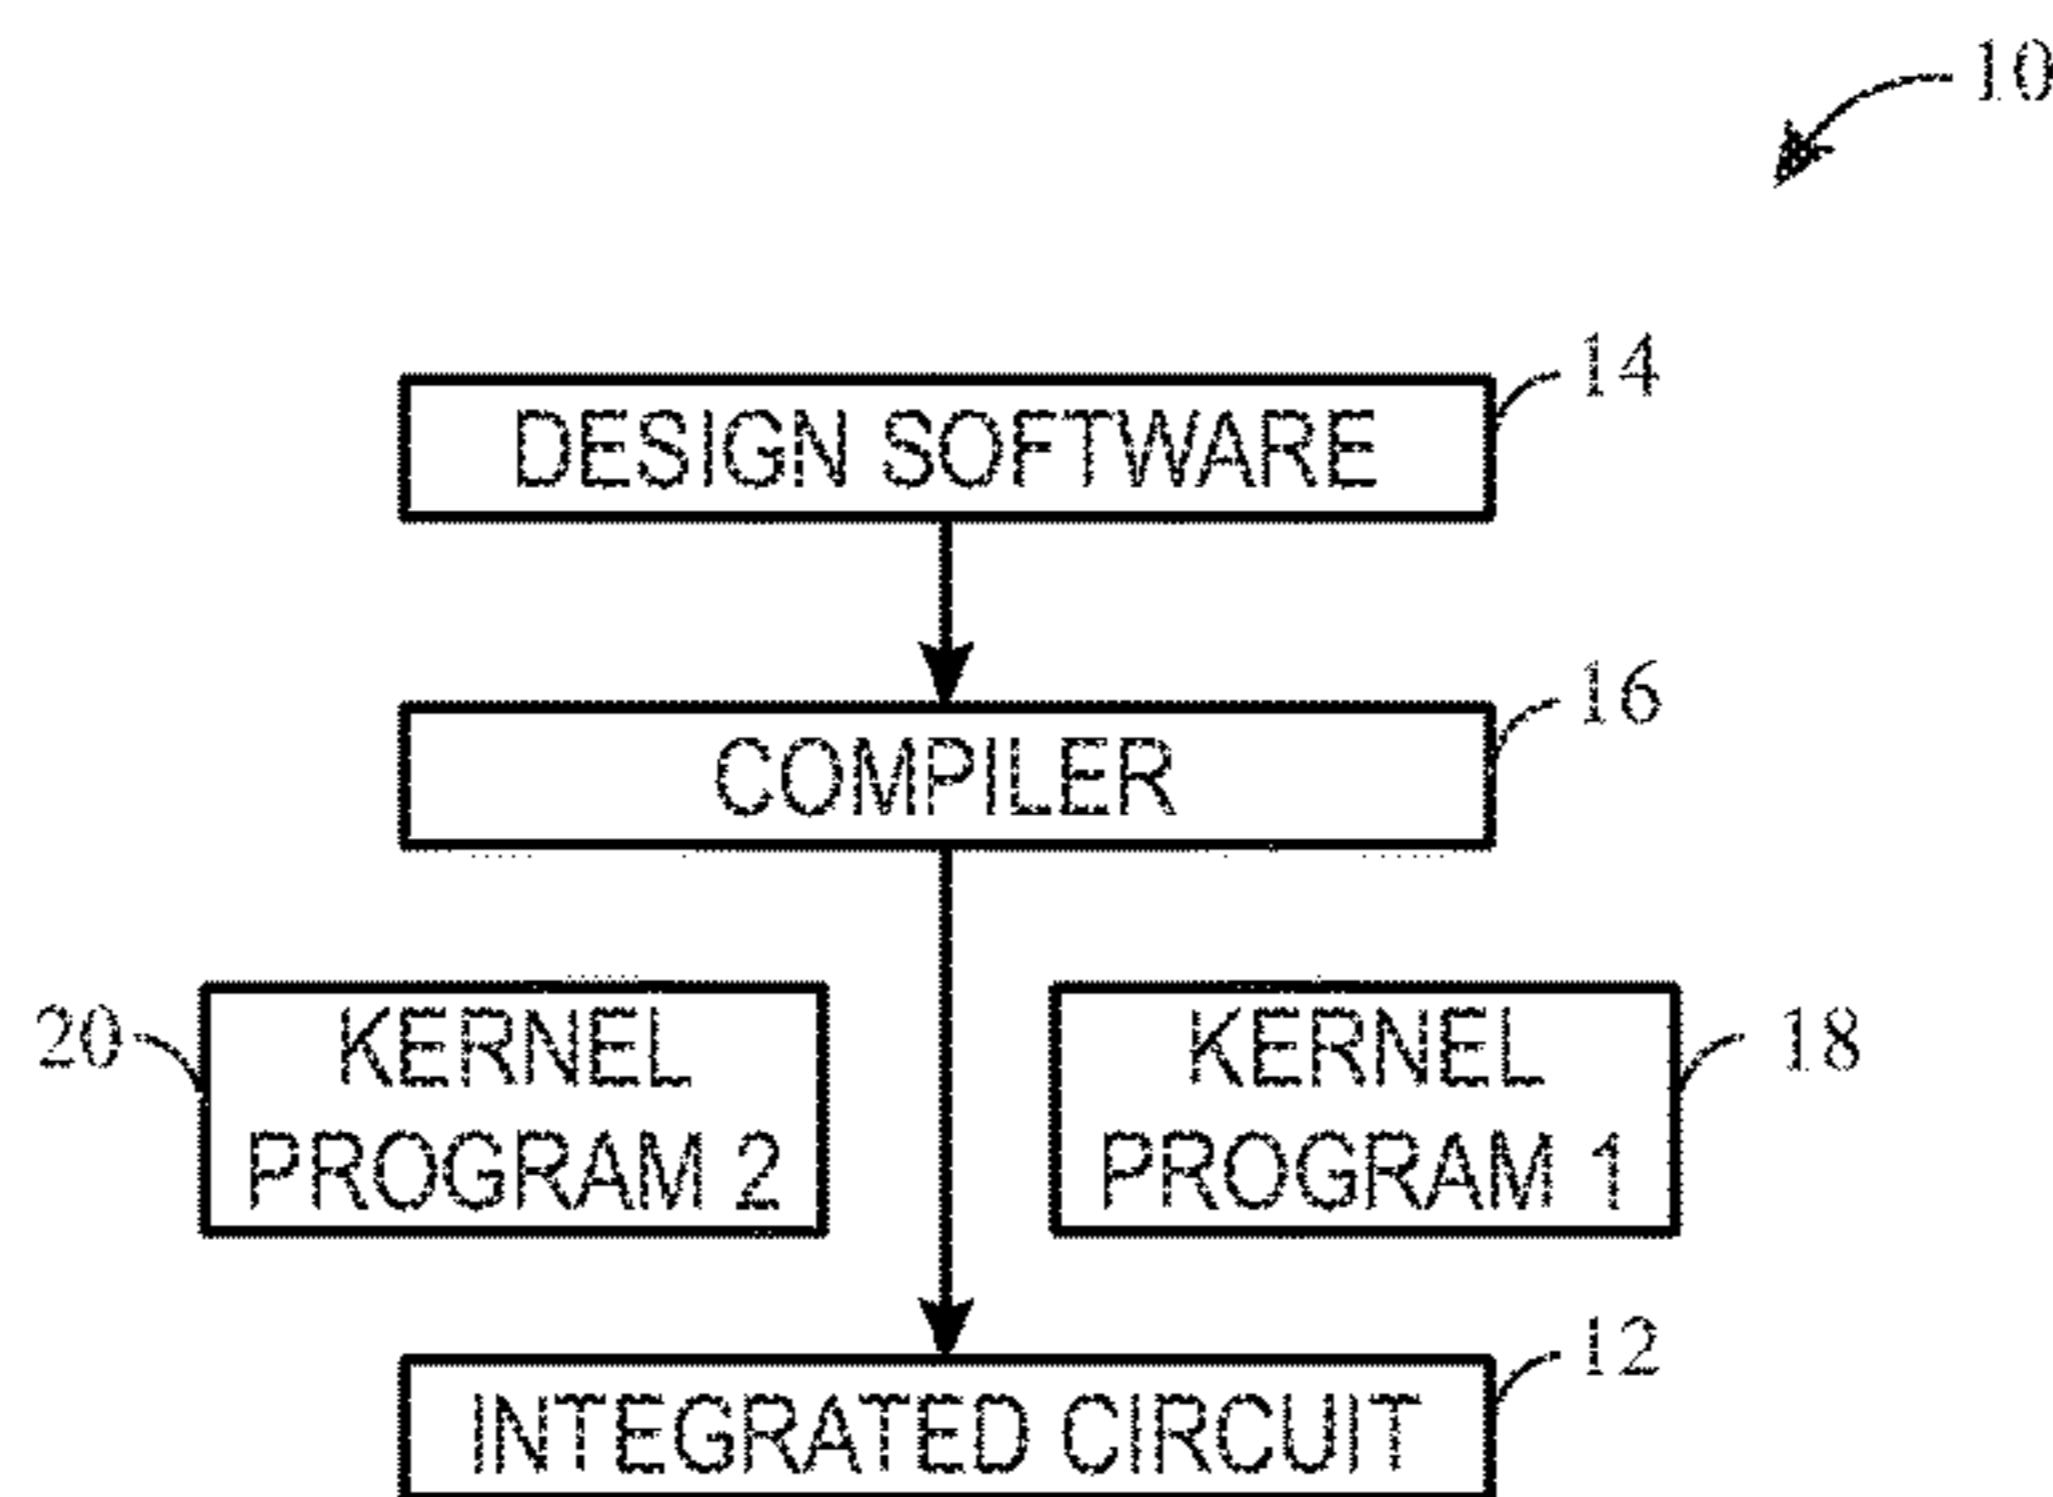 10
14
DESIGN SOFTWARE
16
COMPILER
20
KERNEL
PROGRAM 2
KERNEL
PROGRAM 1
18
12
INTEGRATED CIRCUIT